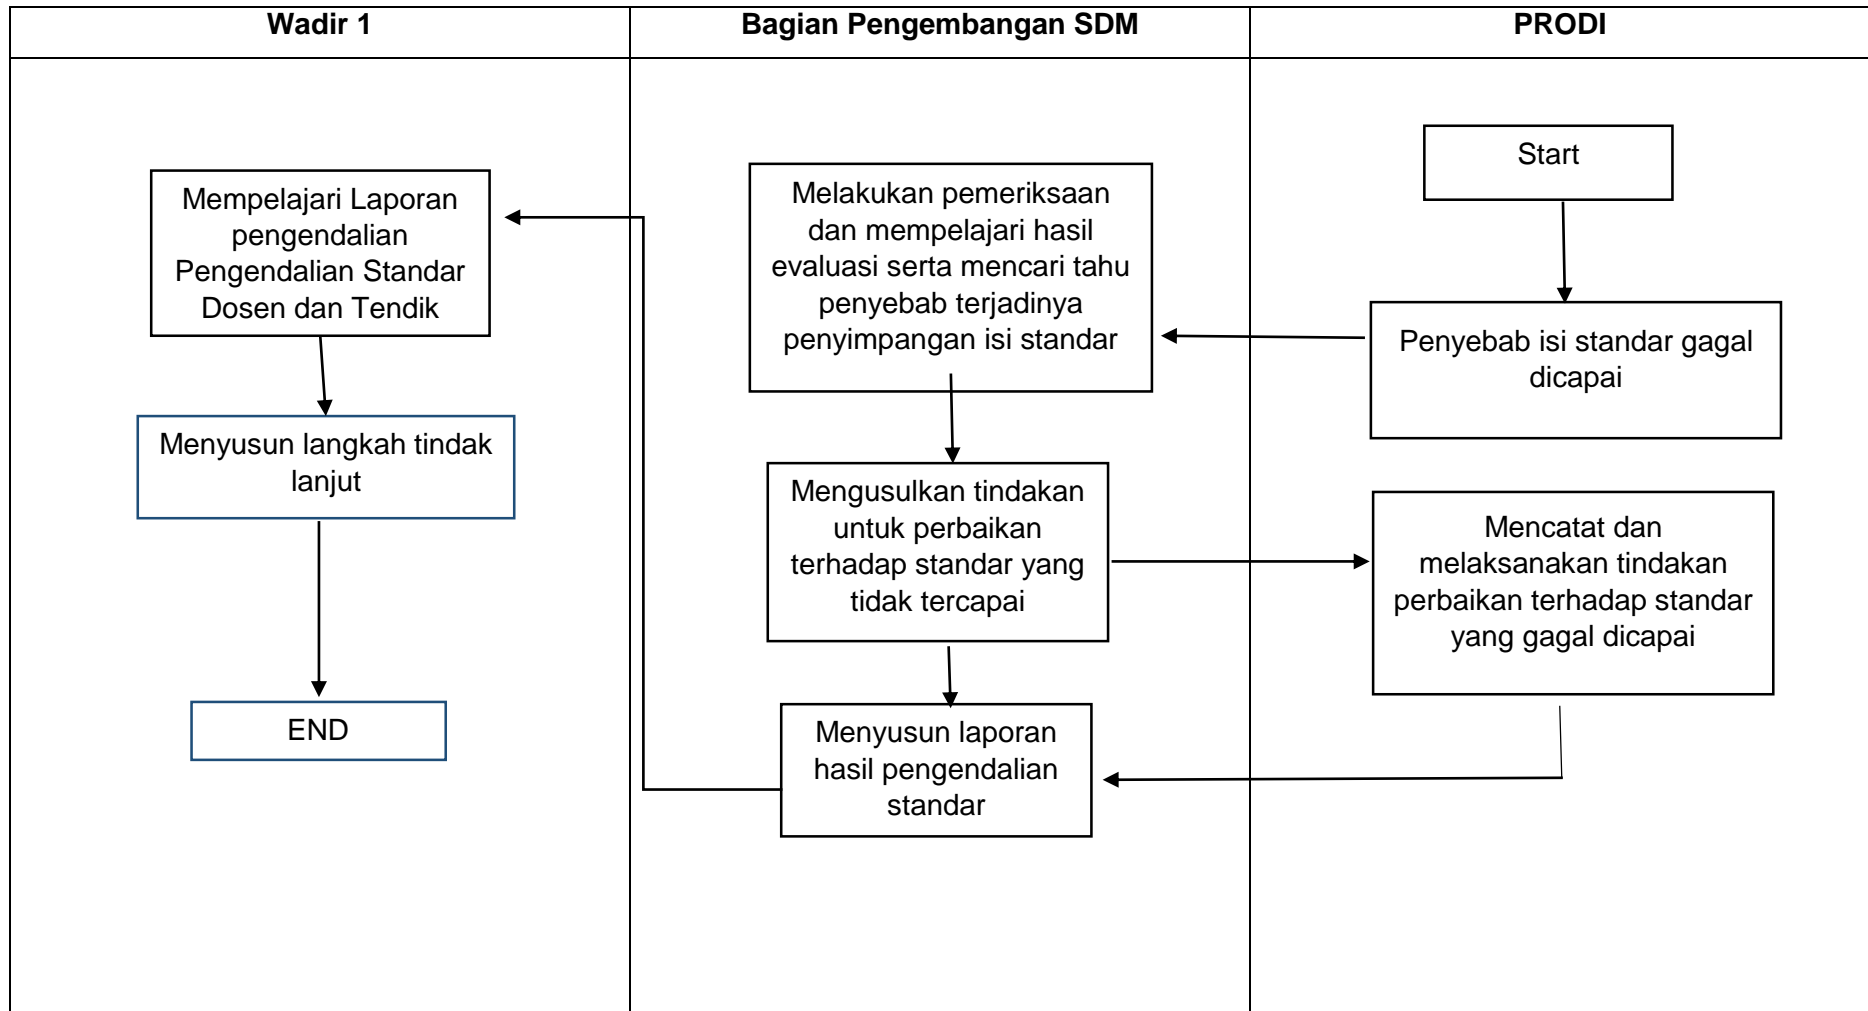 Wadir 1
Bagian Pengembangan SDM
PRODI
Mempelajari Laporan
pengendalian
Pengendalian Standar
Dosen dan Tendik
Menyusun langkah tindak
lanjut
END
Melakukan pemeriksaan
dan mempelajari hasil
evaluasi serta mencari tahu
penyebab terjadinya
penyimpangan isi standar
Mengusulkan tindakan
untuk perbaikan
terhadap standar yang
tidak tercapai
Menyusun laporan
hasil pengendalian
standar
Start
Penyebab isi standar gagal
dicapai
Mencatat dan
melaksanakan tindakan
perbaikan terhadap standar
yang gagal dicapai